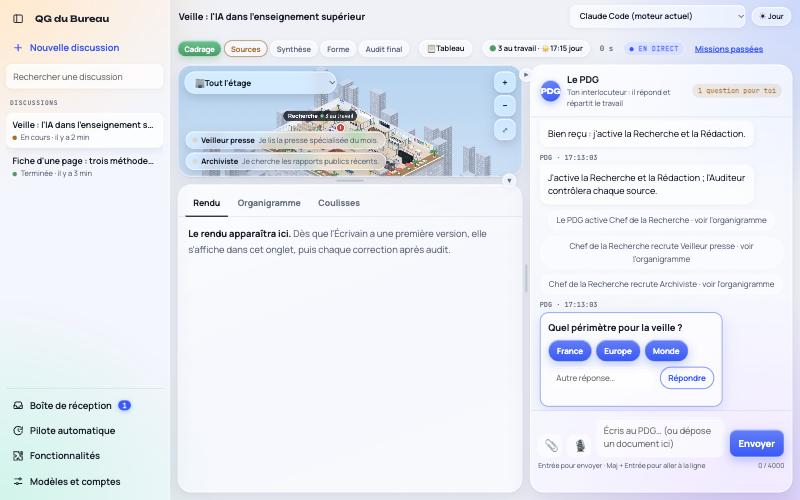 QG du Bureau
Nouvelle discussion
Rechercher une discussion
DISCUSSIONS
Veille : l'IA dans l'enseignement s...
En cours · il y a 2 min
Fiche d'une page : trois méthode...
Terminée · il y a 3 min
Boîte de réception 1
Pilote automatique
Fonctionnalités
Modèles et comptes
Veille : l'IA dans l'enseignement supérieur
Claude Code (moteur actuel)
Jour
Cadrage Sources Synthèse Forme Audit final Tableau 3 au travail · 17:15 jour 0 s EN DIRECT Missions passées
Tout l'étage
+
−
Recherche 3 au travail
Veilleur presse Je lis la presse spécialisée du mois.
Archiviste Je cherche les rapports publics récents.
Rendu Organigramme Coulisses
Le rendu apparaîtra ici. Dès que l'Écrivain a une première version, elle
s'affiche dans cet onglet, puis chaque correction après audit.
PDG
Le PDG
Ton interlocuteur : il répond et
répartit le travail
1 question pour toi
Bien reçu : j'active la Recherche et la Rédaction.
PDG · 17:13:03
J'active la Recherche et la Rédaction ; l'Auditeur
contrôlera chaque source.
Le PDG active Chef de la Recherche · voir l'organigramme
Chef de la Recherche recrute Veilleur presse · voir
l'organigramme
Chef de la Recherche recrute Archiviste · voir l'organigramme
PDG · 17:13:03
Quel périmètre pour la veille ?
France Europe Monde
Autre réponse...
Répondre
Écris au PDG... (ou dépose
un document ici)
Envoyer
Entrée pour envoyer · Maj + Entrée pour aller à la ligne
0 / 4000